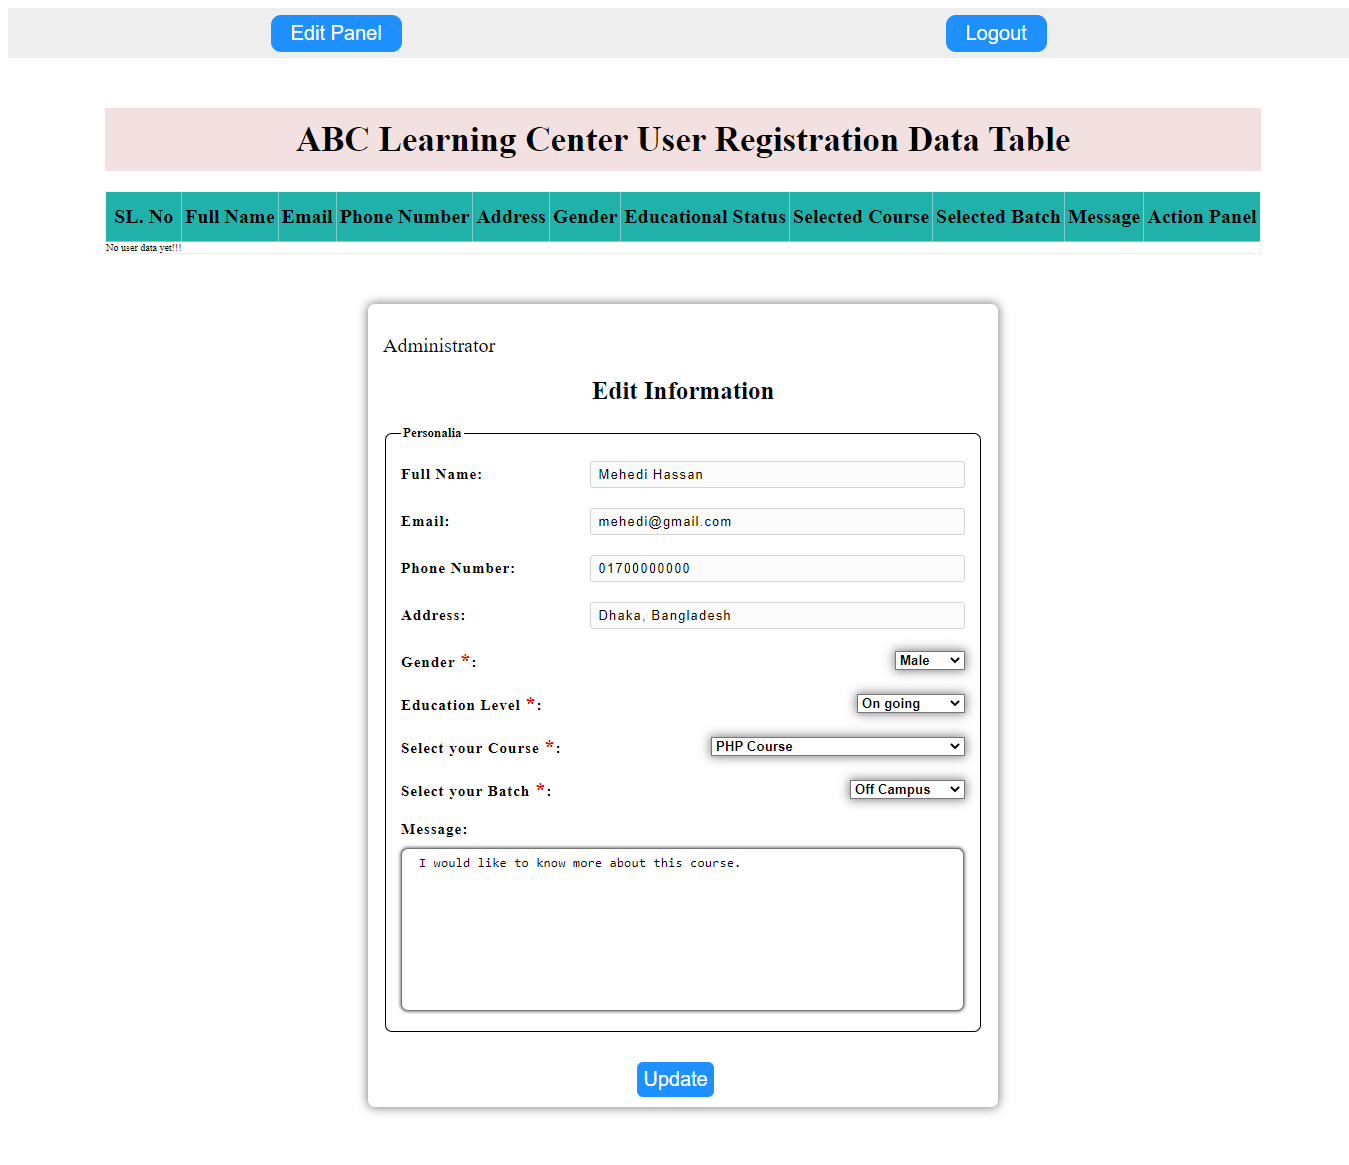 Edit Panel Logout
ABC Learning Center User Registration Data Table
SL. No Full Name Email Phone Number Address Gender Educational Status Selected Course Selected Batch Message Action Panel
No user data yet!!!
Administrator
Edit Information
Personalia
Full Name: Mehedi Hassan
Email: mehedi@gmail.com
Phone Number: 01700000000
Address: Dhaka, Bangladesh
Gender *: Male
Education Level *: On going
Select your Course *: PHP Course
Select your Batch *: Off Campus
Message:
I would like to know more about this course.
Update